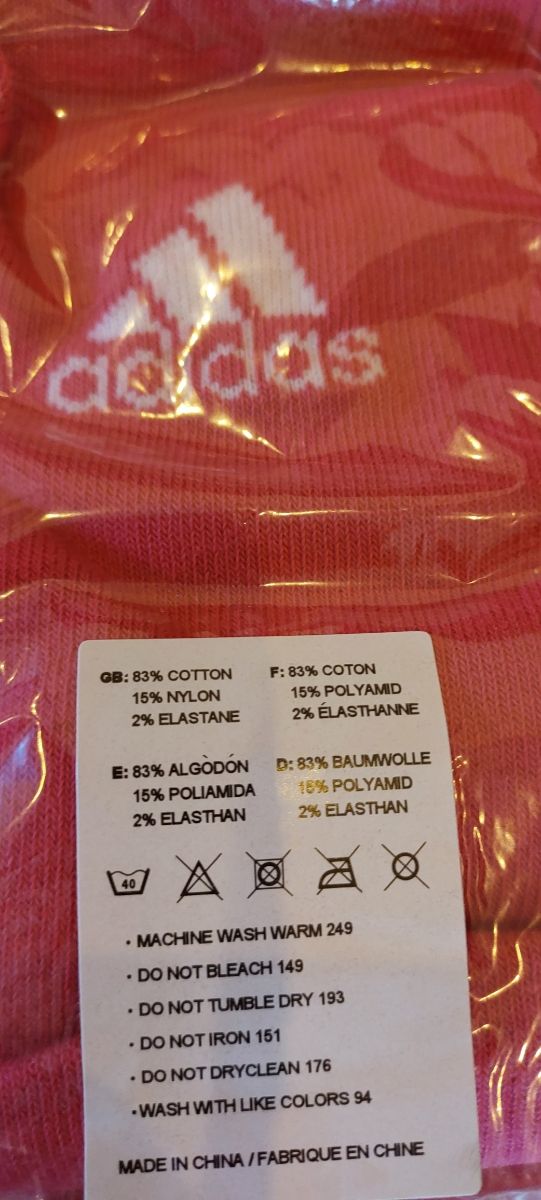 adidas
GB: 83% COTTON
15% NYLON
2% ELASTANE
F: 83% COTON
15% POLYAMID
2% ÉLASTHANNE
E: 83% ALGÒDÓN
15% POLIAMIDA
2% ELASTHAN
D: 83% BAUMWOLLE
15% POLYAMID
2% ELASTHAN
40
• MACHINE WASH WARM 249
• DO NOT BLEACH 149
• DO NOT TUMBLE DRY 193
• DO NOT IRON 151
• DO NOT DRYCLEAN 176
• WASH WITH LIKE COLORS 94
MADE IN CHINA / FABRIQUE EN CHINE